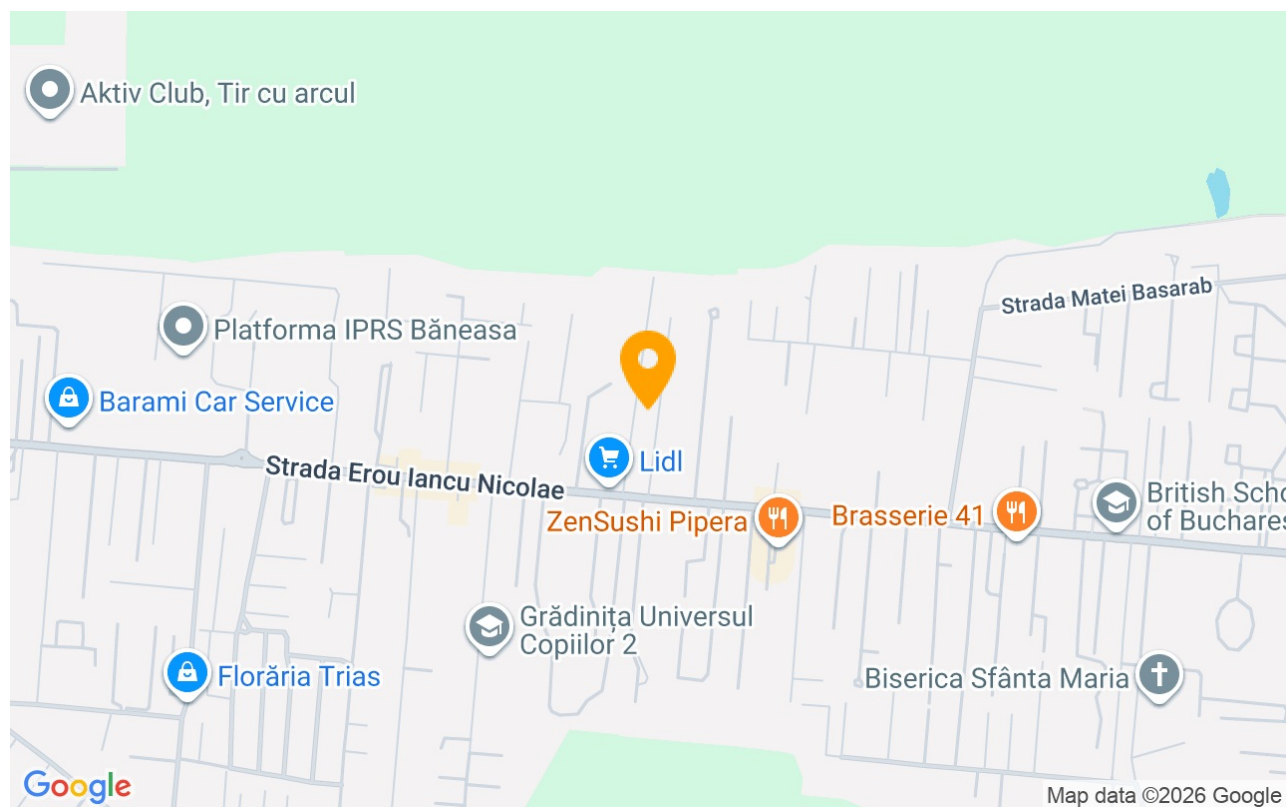 Aktiv Club, Tir cu arcul
Strada Matei Basarab
Platforma IPRS Băneasa
Barami Car Service
Strada Erou Iancu Nicolae
Lidl
ZenSushi Pipera
Brasserie 41
British Scho
of Buchares
Grădinița Universul
Copiilor 2
Florăria Trias
Biserica Sfânta Maria
Google
Map data ©2026 Google